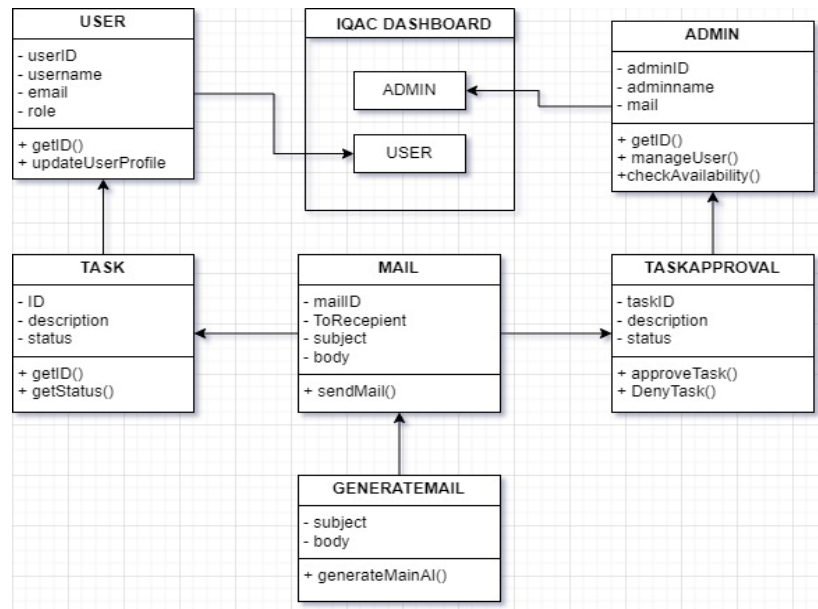 USER
- userID
- username
- email
- role
+ getID()
+ updateUserProfile
IQAC DASHBOARD
ADMIN
USER
ADMIN
- adminID
- adminname
- mail
+ getID()
+ manageUser()
+checkAvailability()
TASK
- ID
- description
- status
+ getID()
+ getStatus()
MAIL
- mailID
- ToRecepient
- subject
- body
+ sendMail()
TASKAPPROVAL
- taskID
- description
- status
+ approveTask()
+ DenyTask()
GENERATEMAIL
- subject
- body
+ generateMainAI()